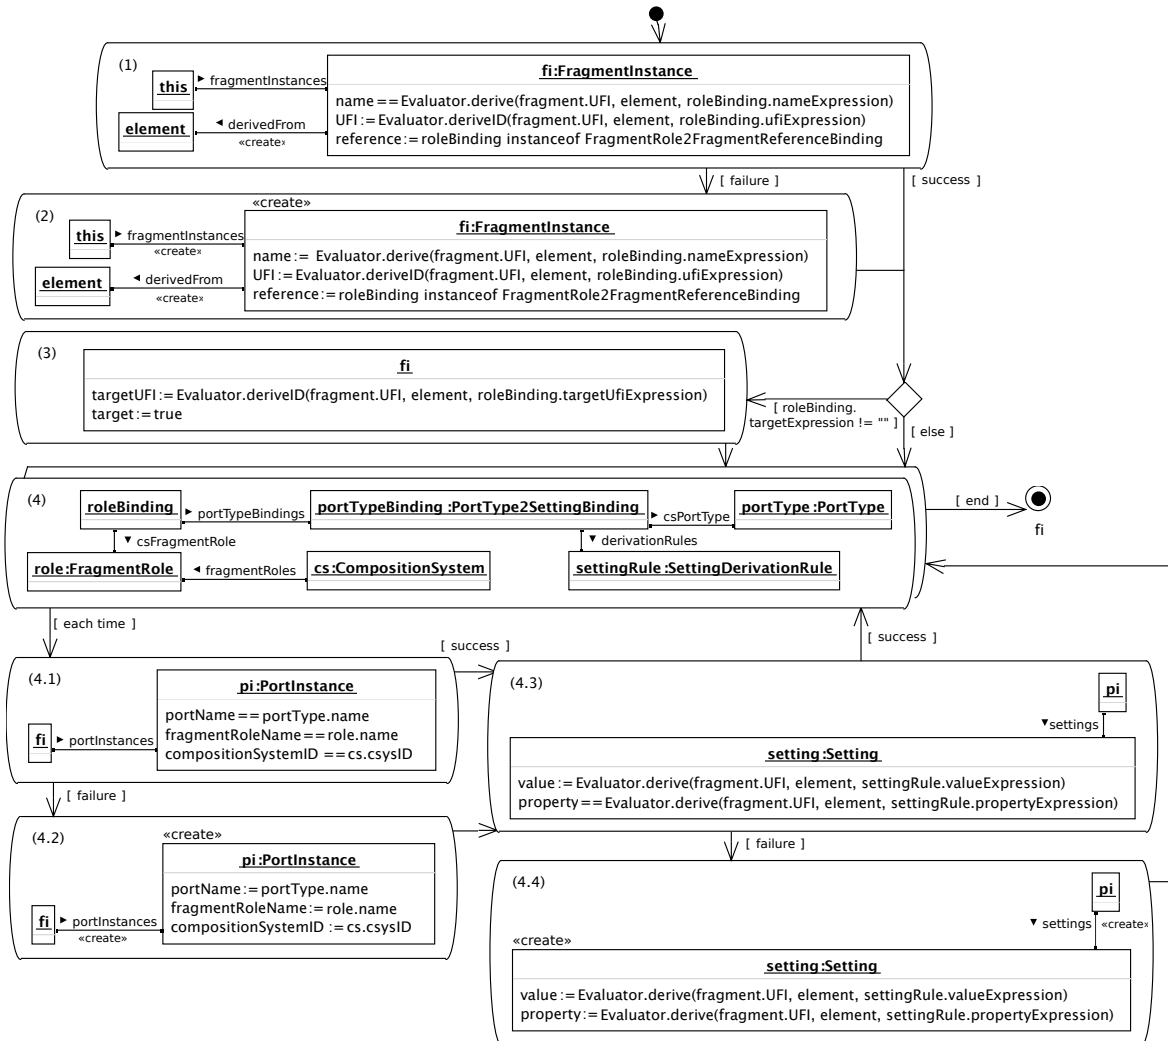 (1)
this
► fragmentInstances
fi:FragmentInstance
name==Evaluator.derive(fragment.UFI, element, roleBinding.nameExpression)
UFI:=Evaluator.deriveID(fragment.UFI, element, roleBinding.ufiExpression)
reference:=roleBinding instanceof FragmentRole2FragmentReferenceBinding
element
◄ derivedFrom
«create»
[ failure ]
[ success ]
(2)
«create»
this
► fragmentInstances
«create»
fi:FragmentInstance
name:= Evaluator.derive(fragment.UFI, element, roleBinding.nameExpression)
UFI:=Evaluator.deriveID(fragment.UFI, element, roleBinding.ufiExpression)
reference:=roleBinding instanceof FragmentRole2FragmentReferenceBinding
element
◄ derivedFrom
«create»
(3)
fi
targetUFI:=Evaluator.deriveID(fragment.UFI, element, roleBinding.targetUfiExpression)
target:=true
[ roleBinding.
targetExpression != "" ]
[ else ]
(4)
roleBinding
► portTypeBindings
portTypeBinding :PortType2SettingBinding
► csPortType
portType :PortType
▼ csFragmentRole
▼ derivationRules
role:FragmentRole
◄ fragmentRoles
cs:CompositionSystem
settingRule :SettingDerivationRule
[ end ]
fi
[ each time ]
[ success ]
[ success ]
(4.1)
pi:PortInstance
portName==portType.name
fragmentRoleName==role.name
compositionSystemID ==cs.csysID
fi
► portInstances
[ failure ]
(4.2)
«create»
pi:PortInstance
portName:=portType.name
fragmentRoleName:=role.name
compositionSystemID :=cs.csysID
fi
► portInstances
«create»
(4.3)
pi
▼settings
setting:Setting
value:=Evaluator.derive(fragment.UFI, element, settingRule.valueExpression)
property==Evaluator.derive(fragment.UFI, element, settingRule.propertyExpression)
[ failure ]
(4.4)
pi
▼ settings
«create»
«create»
setting:Setting
value:=Evaluator.derive(fragment.UFI, element, settingRule.valueExpression)
property:=Evaluator.derive(fragment.UFI, element, settingRule.propertyExpression)